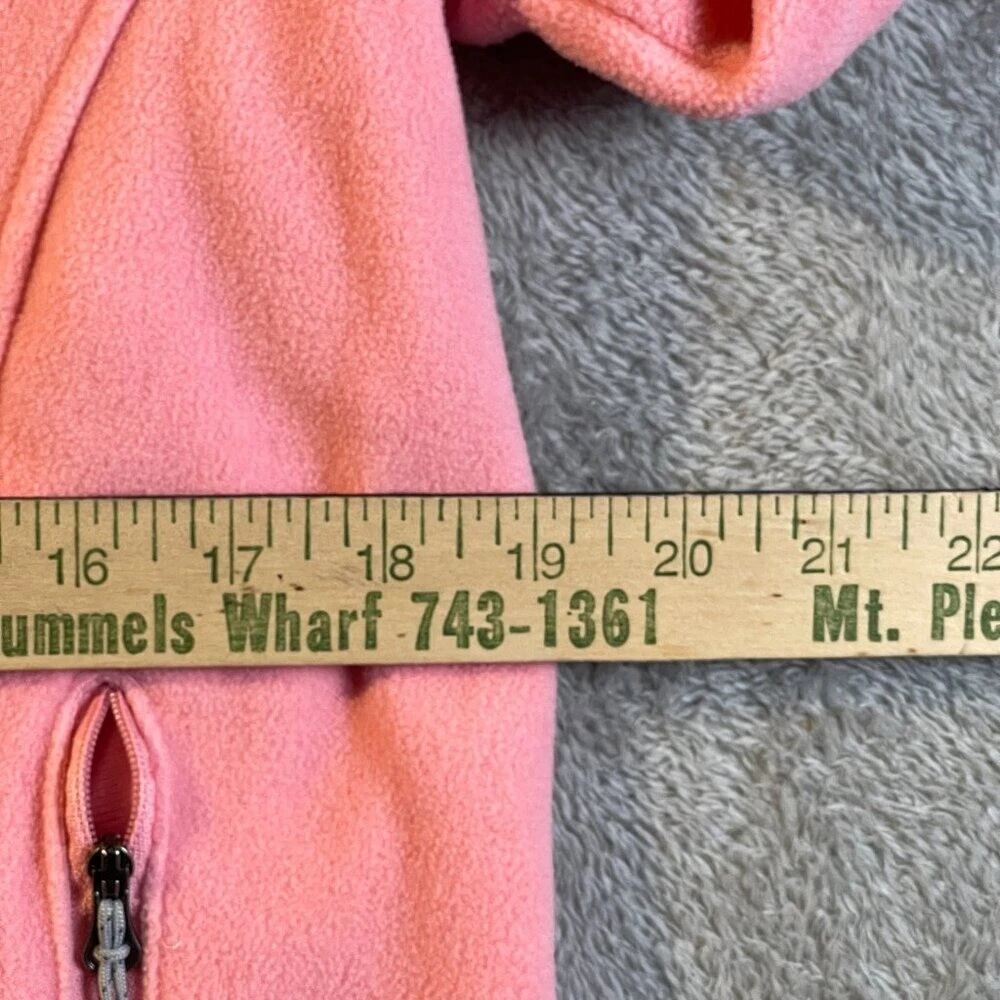 16 17 18 19 20 21 22
ummels Wharf 743-1361 Mt. Ple